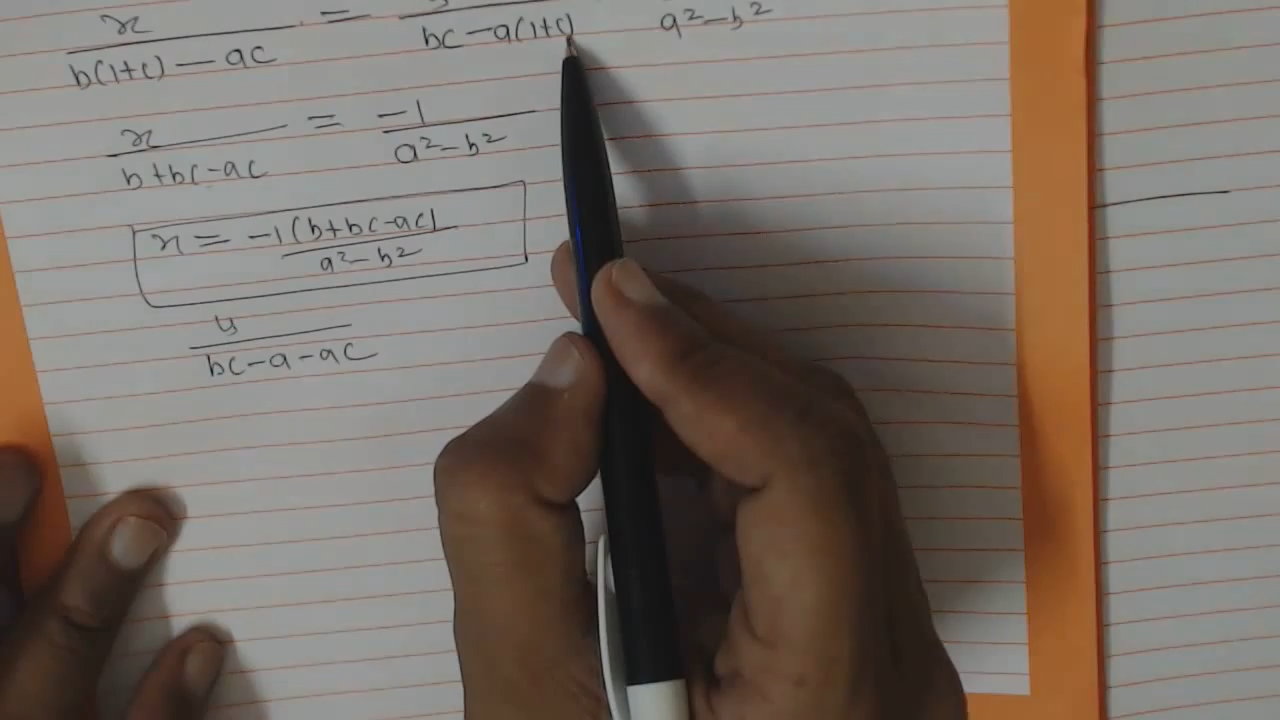 x/(b(1+c) - ac) = /(bc - a(1+c)) a² - b²
x/(b+bc-ac) = -1/(a² - b²)
x = -1(b+bc-ac)/(a² - b²)
y/(bc-a-ac)